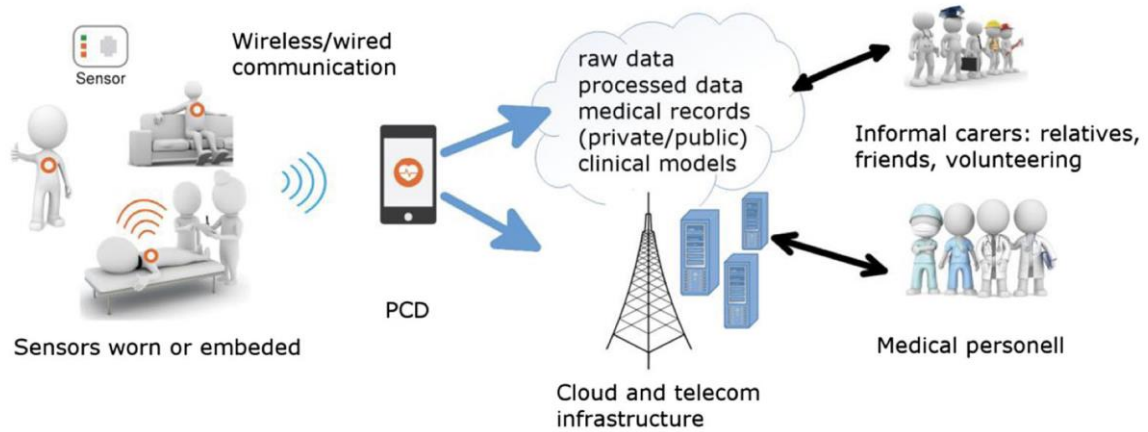 Sensor
Wireless/wired
communication
Sensors worn or embeded
PCD
raw data
processed data
medical records
(private/public)
clinical models
Cloud and telecom
infrastructure
Informal carers: relatives,
friends, volunteering
Medical personell